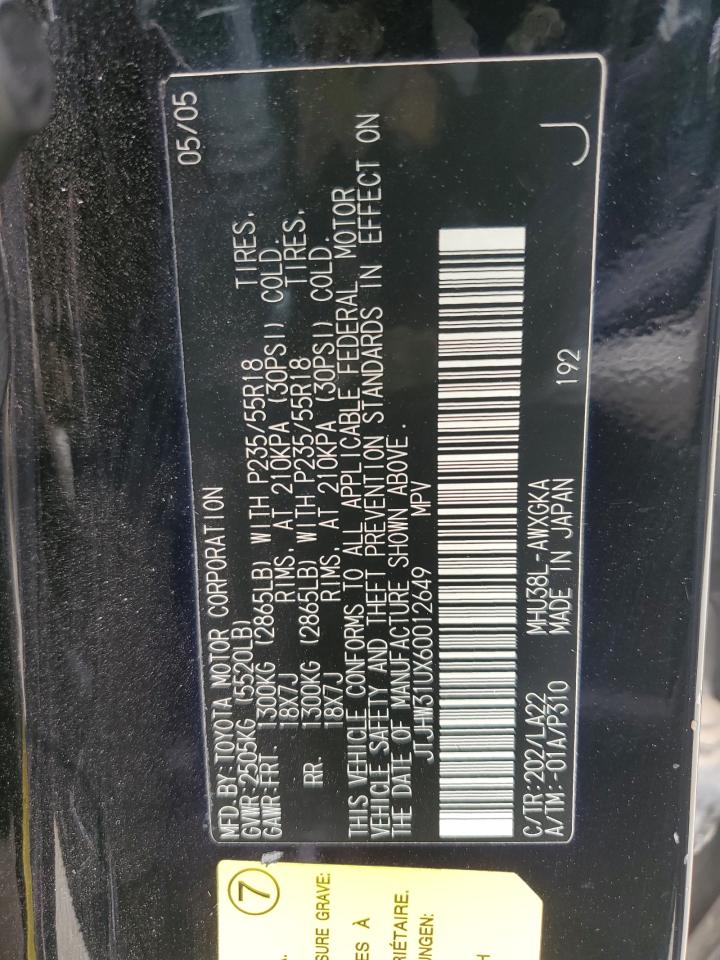 MFD.BY:TOYOTA MOTOR CORPORATION 05/05
GVWR:2505KG (5520LB)
GAWR:FRT. 1300KG (2865LB) WITH P235/55R18 TIRES,
18X7J RIMS, AT 210KPA (30PSI) COLD.
RR. 1300KG (2865LB) WITH P235/55R18 TIRES,
18X7J RIMS, AT 210KPA (30PSI) COLD.
THIS VEHICLE CONFORMS TO ALL APPLICABLE FEDERAL MOTOR
VEHICLE SAFETY AND THEFT PREVENTION STANDARDS IN EFFECT ON
THE DATE OF MANUFACTURE SHOWN ABOVE.
JTJHW31UX60012649 MPV
C/TR:202/LA22 MHU38L-AWXGKA
A/TM:-01A/P310 MADE IN JAPAN 192 J
7
SURE GRAVE:
ES À
RIÉTAIRE.
UNGEN:
H